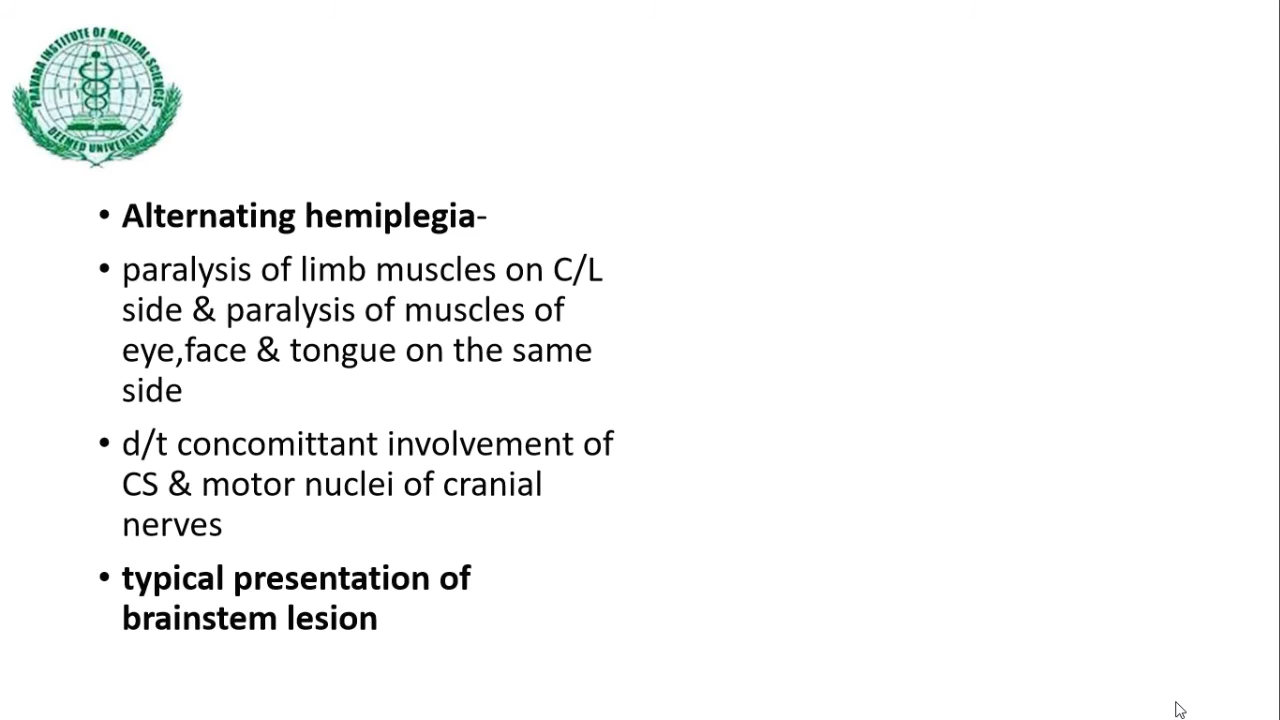 PRAVARA INSTITUTE OF MEDICAL SCIENCES
DEEMED UNIVERSITY
• Alternating hemiplegia-
• paralysis of limb muscles on C/L
side & paralysis of muscles of
eye,face & tongue on the same
side
• d/t concomittant involvement of
CS & motor nuclei of cranial
nerves
• typical presentation of
brainstem lesion